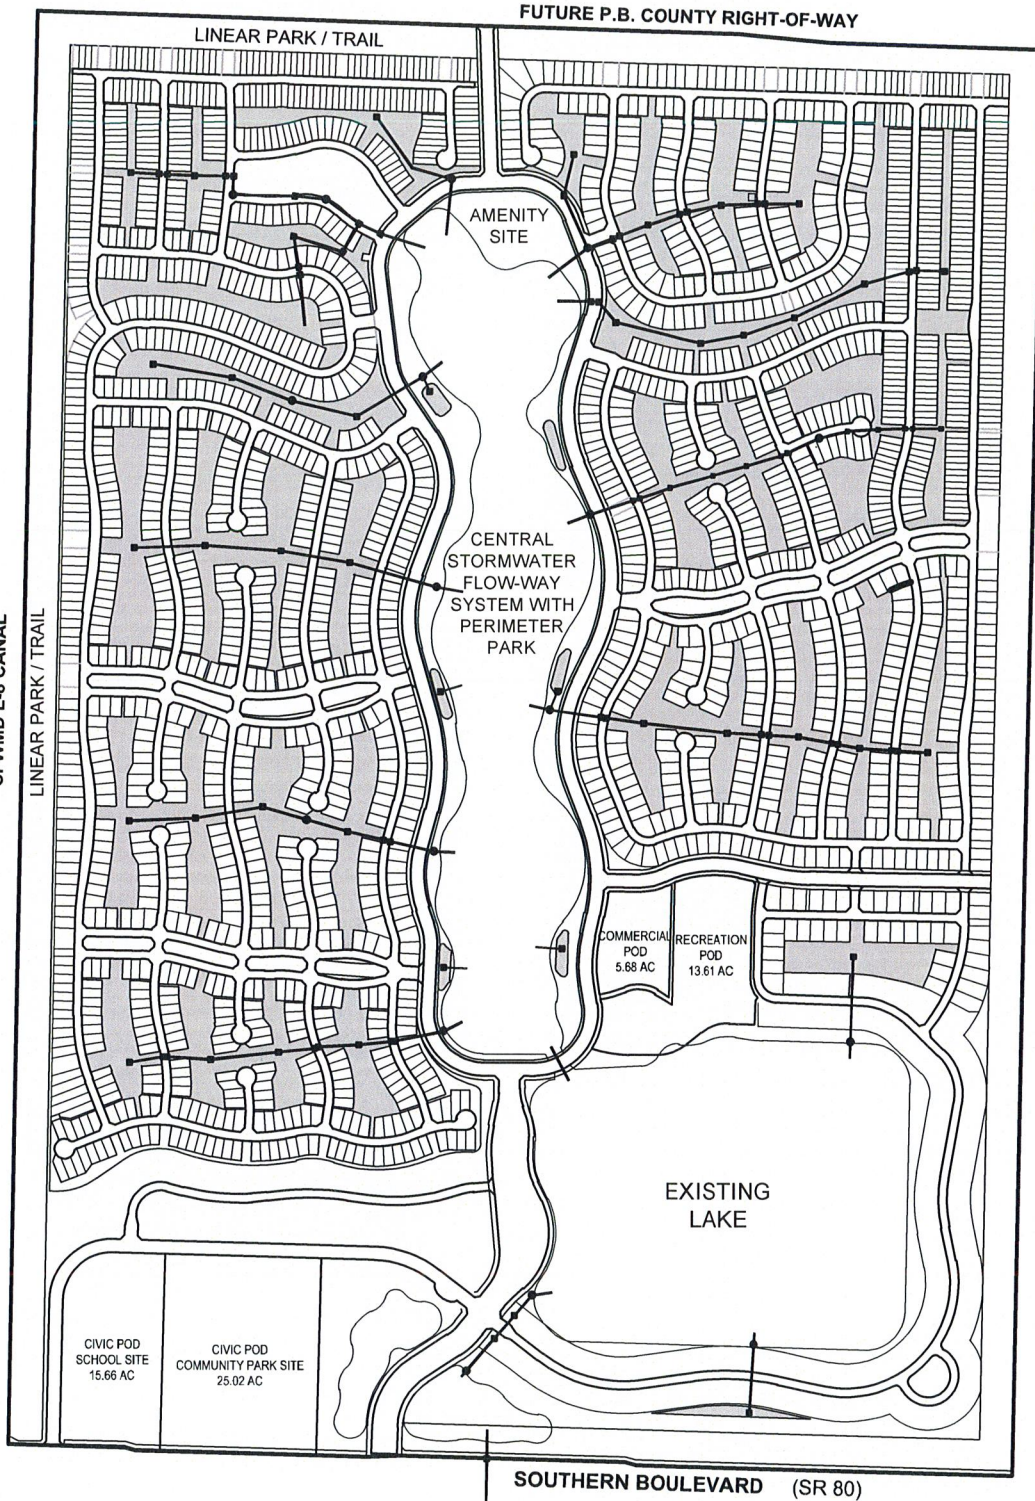 FUTURE P.B. COUNTY RIGHT-OF-WAY
LINEAR PARK / TRAIL
AMENITY
SITE
CENTRAL
STORMWATER
FLOW-WAY
SYSTEM WITH
PERIMETER
PARK
LINEAR PARK / TRAIL
CANAL
COMMERCIAL
POD
5.68 AC
RECREATION
POD
13.61 AC
EXISTING
LAKE
CIVIC POD
SCHOOL SITE
15.66 AC
CIVIC POD
COMMUNITY PARK SITE
25.02 AC
SOUTHERN BOULEVARD (SR 80)